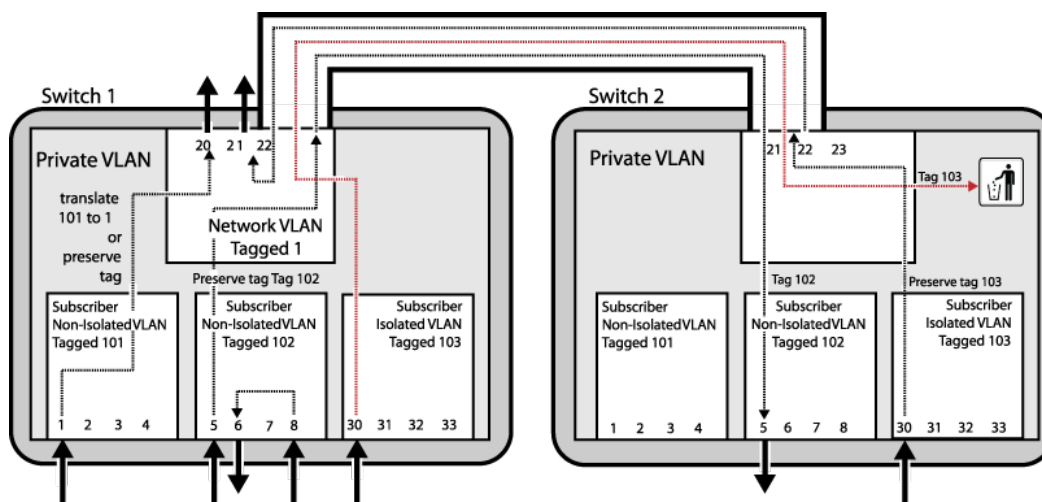 Switch 1
Switch 2
20 21 22
21 22 23
Private VLAN
Private VLAN
translate
101 to 1
or
preserve
tag
Tag 103
Network VLAN
Tagged 1
Preserve tag Tag 102
Tag 102
Preserve tag 103
Subscriber
Non-IsolatedVLAN
Tagged 101
Subscriber
Non-IsolatedVLAN
Tagged 102
Subscriber
Isolated VLAN
Tagged 103
Subscriber
Non-IsolatedVLAN
Tagged 101
Subscriber
Non-IsolatedVLAN
Tagged 102
Subscriber
Isolated VLAN
Tagged 103
1 2 3 4
5 6 7 8
30 31 32 33
1 2 3 4
5 6 7 8
30 31 32 33